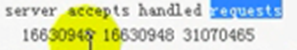 server accepts handled requests
16630948 16630948 31070465